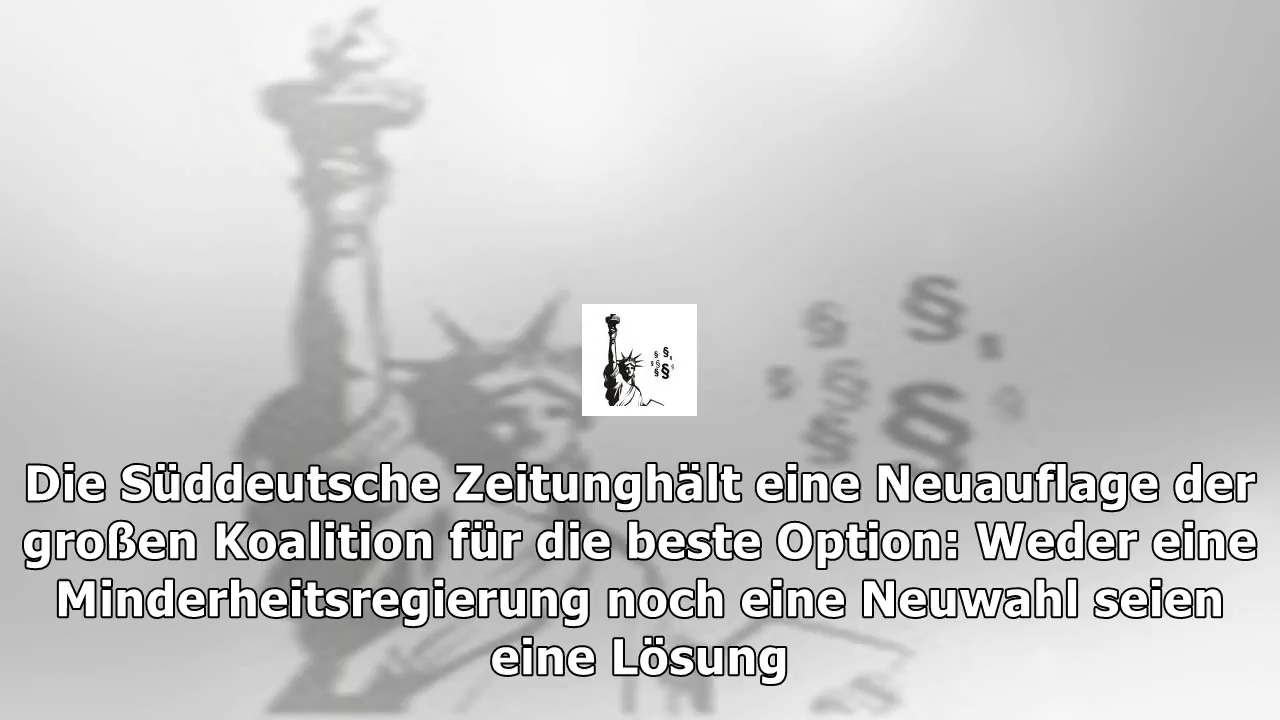 Die Süddeutsche Zeitunghält eine Neuauflage der
großen Koalition für die beste Option: Weder eine
Minderheitsregierung noch eine Neuwahl seien
eine Lösung